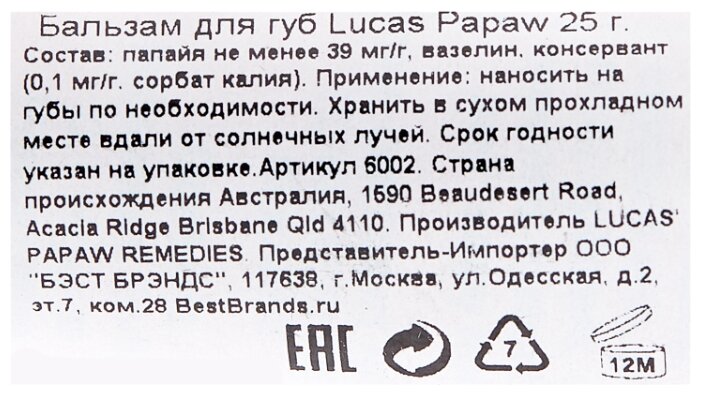 Бальзам для губ Lucas Papaw 25 г.
Состав: папайя не менее 39 мг/г, вазелин, консервант
(0,1 мг/г. сорбат калия). Применение: наносить на
губы по необходимости. Хранить в сухом прохладном
месте вдали от солнечных лучей. Срок годности
указан на упаковке.Артикул 6002. Страна
происхождения Австралия, 1590 Beaudesert Road,
Acacia Ridge Brisbane Qld 4110. Производитель LUCAS'
PAPAW REMEDIES. Представитель-Импортер ООО
"БЭСТ БРЭНДС", 117638, г.Москва, ул.Одесская, д.2,
эт.7, ком.28 BestBrands.ru
EAC
7
12M